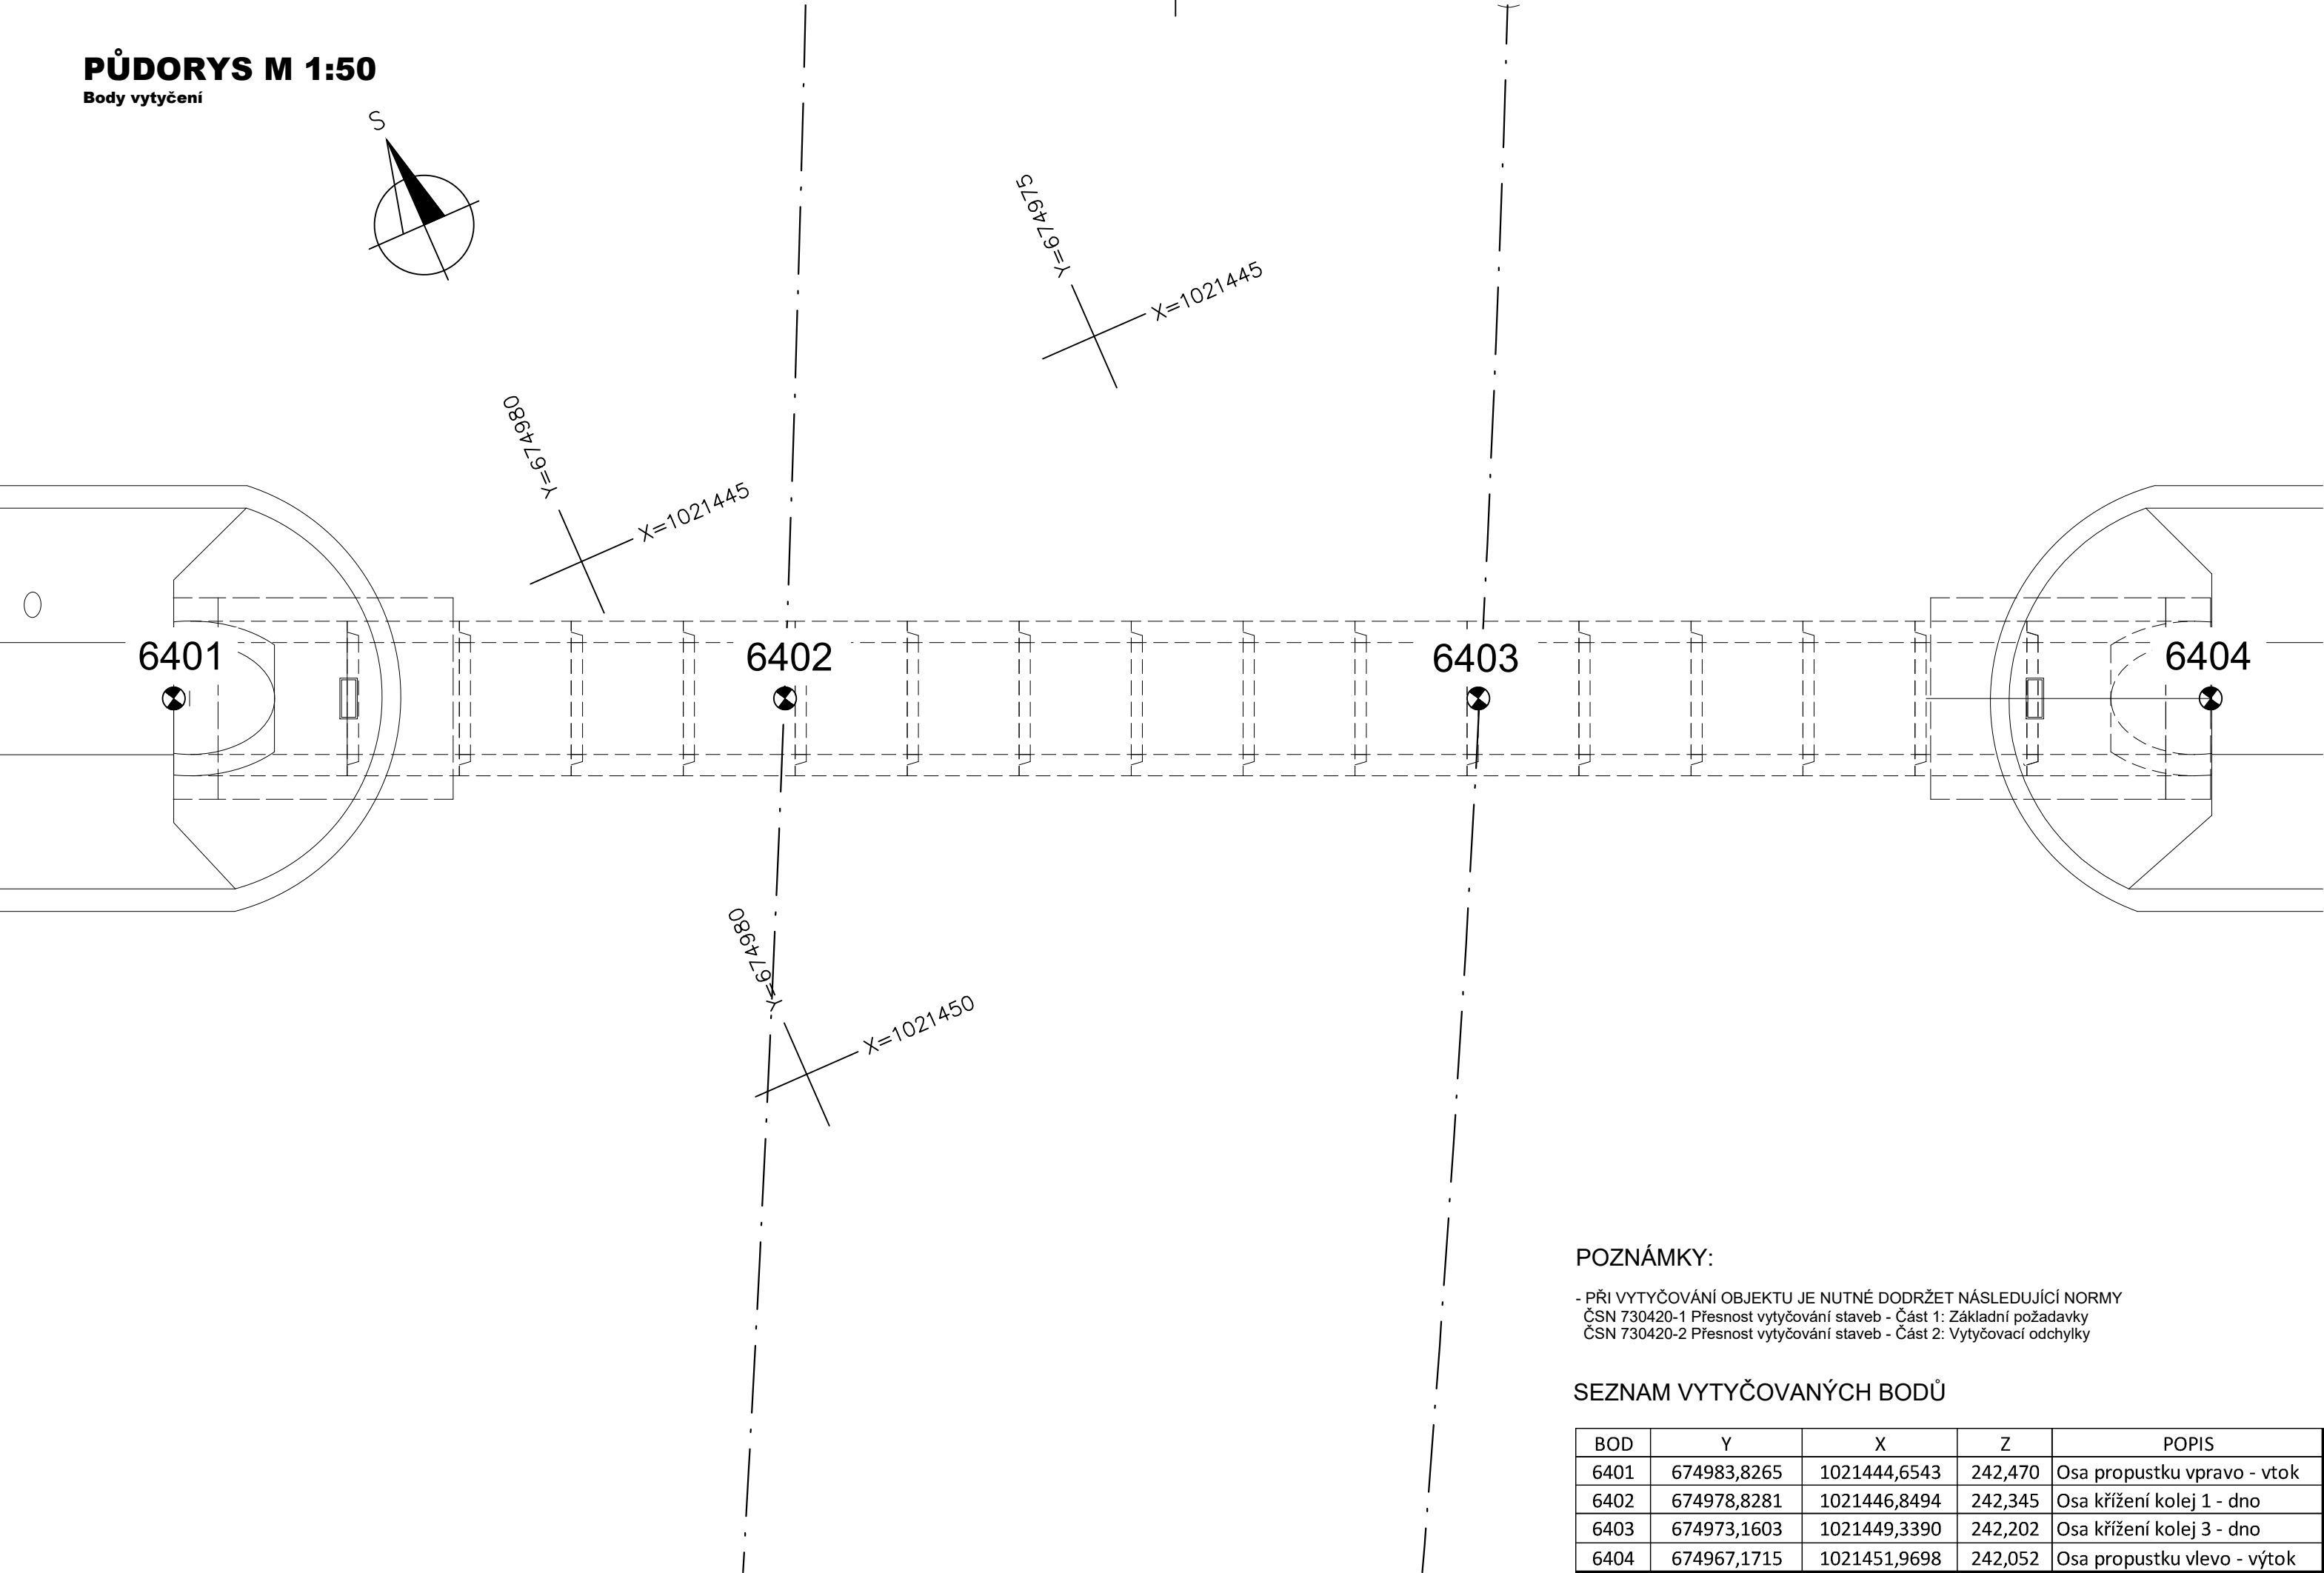 PŮDORYS M 1:50
Body vytyčení
S
Y=674975
X=1021445
Y=674980
X=1021445
6401
6402
6403
6404
Y=674980
X=1021450
POZNÁMKY:
- PŘI VYTYČOVÁNÍ OBJEKTU JE NUTNÉ DODRŽET NÁSLEDUJÍCÍ NORMY
ČSN 730420-1 Přesnost vytyčování staveb - Část 1: Základní požadavky
ČSN 730420-2 Přesnost vytyčování staveb - Část 2: Vytyčovací odchylky
SEZNAM VYTYČOVANÝCH BODŮ
BOD Y X Z POPIS
6401 674983,8265 1021444,6543 242,470 Osa propustku vpravo - vtok
6402 674978,8281 1021446,8494 242,345 Osa křížení kolej 1 - dno
6403 674973,1603 1021449,3390 242,202 Osa křížení kolej 3 - dno
6404 674967,1715 1021451,9698 242,052 Osa propustku vlevo - výtok